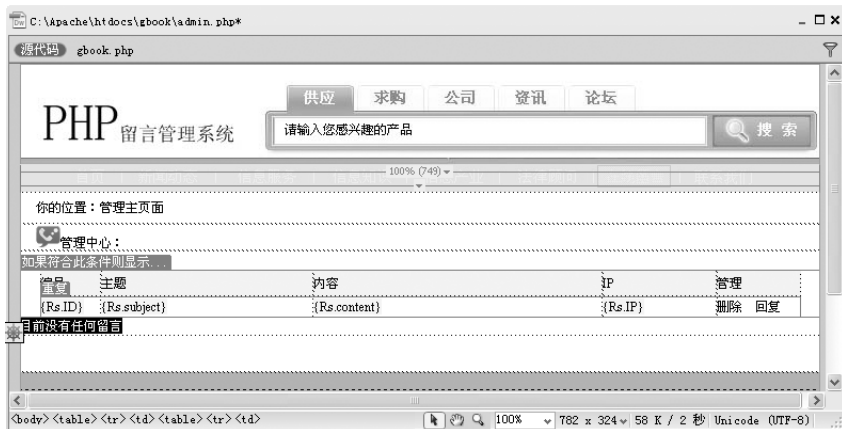 C:\Apache\htdocs\gbook\admin.php*
源代码 gbook.php
供应 求购 公司 资讯 论坛
PHP留言管理系统
请输入您感兴趣的产品 搜索
100% (749)
你的位置：管理主页面
管理中心：
如果符合此条件则显示...
重复 主题 内容 IP 管理
{Rs.ID} {Rs.subject} {Rs.content} {Rs.IP} 删除 回复
目前没有任何留言
<body><table><tr><td><table><tr><td> 100% 782 x 324 58 K / 2 秒 Unicode (UTF-8)